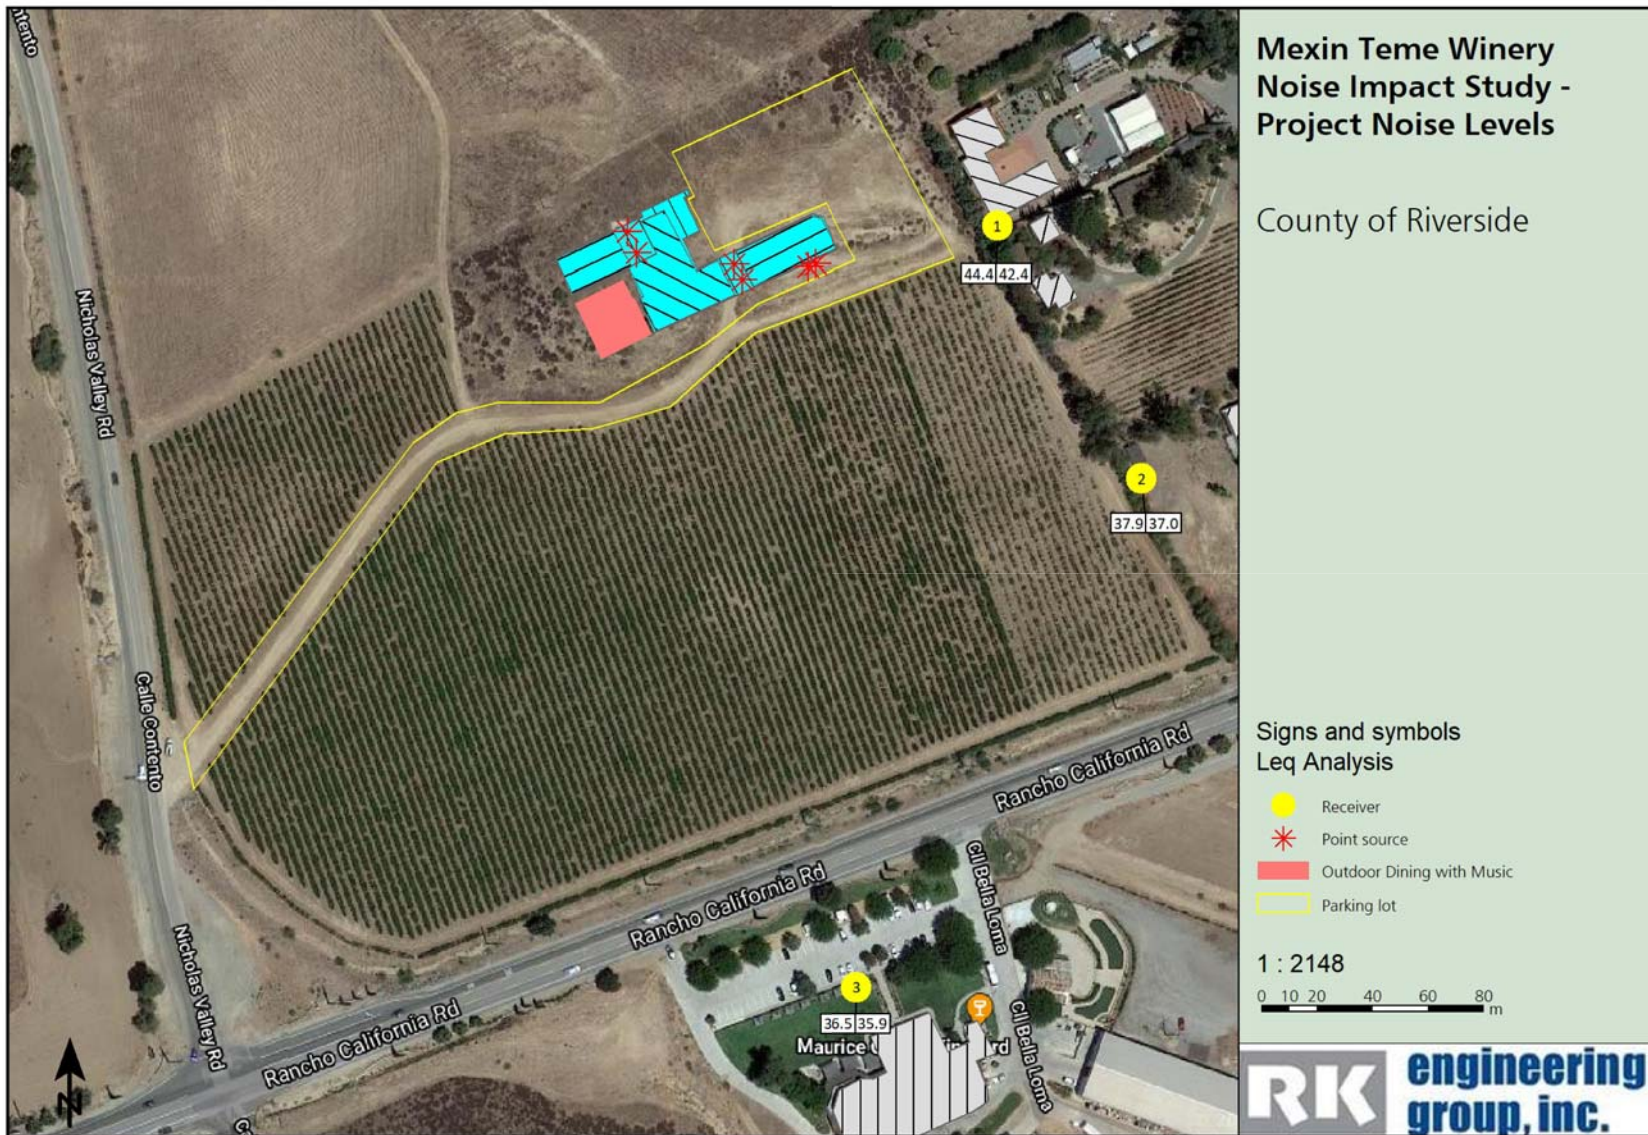 Mexin Teme Winery
Noise Impact Study -
Project Noise Levels
County of Riverside
Nicholas Valley Rd
Calle Contento
Nicholas Valley Rd
1
44.4 42.4
2
37.9 37.0
Rancho California Rd
Rancho California Rd
Rancho California Rd
Cll Bella Loma
Cll Bella Loma
3
36.5 35.9
Maurice
N
Signs and symbols
Leq Analysis
Receiver
Point source
Outdoor Dining with Music
Parking lot
1 : 2148
0 10 20 40 60 80
m
RK engineering
group, inc.